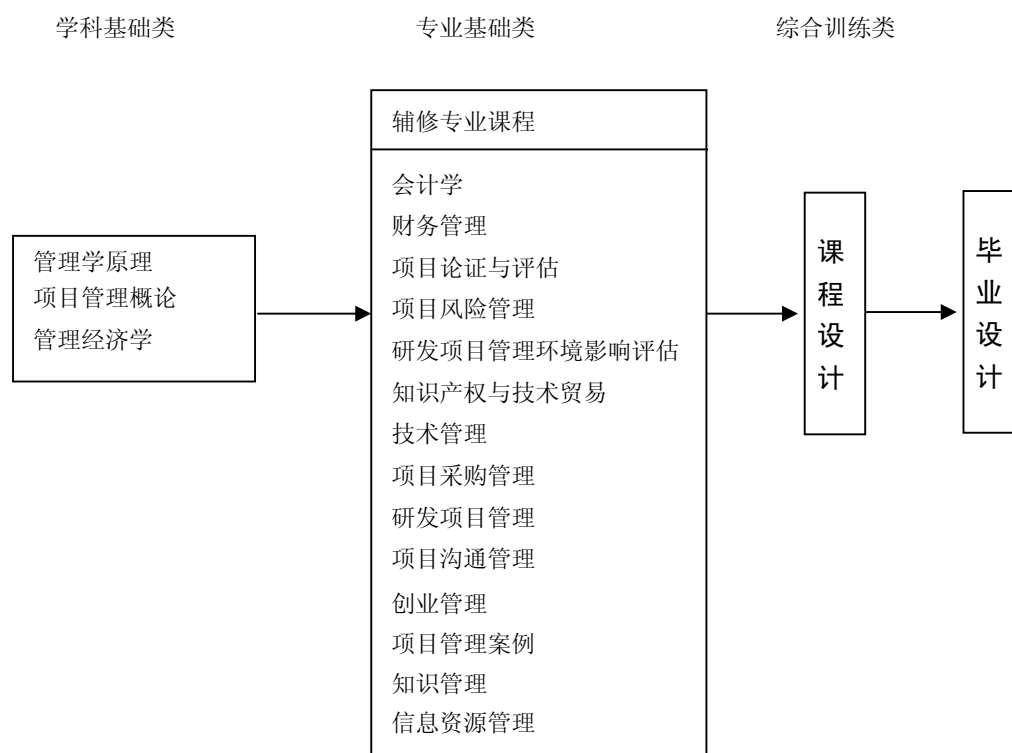 学科基础类
专业基础类
综合训练类
管理学原理
项目管理概论
管理经济学
辅修专业课程
会计学
财务管理
项目论证与评估
项目风险管理
研发项目管理环境影响评估
知识产权与技术贸易
技术管理
项目采购管理
研发项目管理
项目沟通管理
创业管理
项目管理案例
知识管理
信息资源管理
课程设计
毕业设计